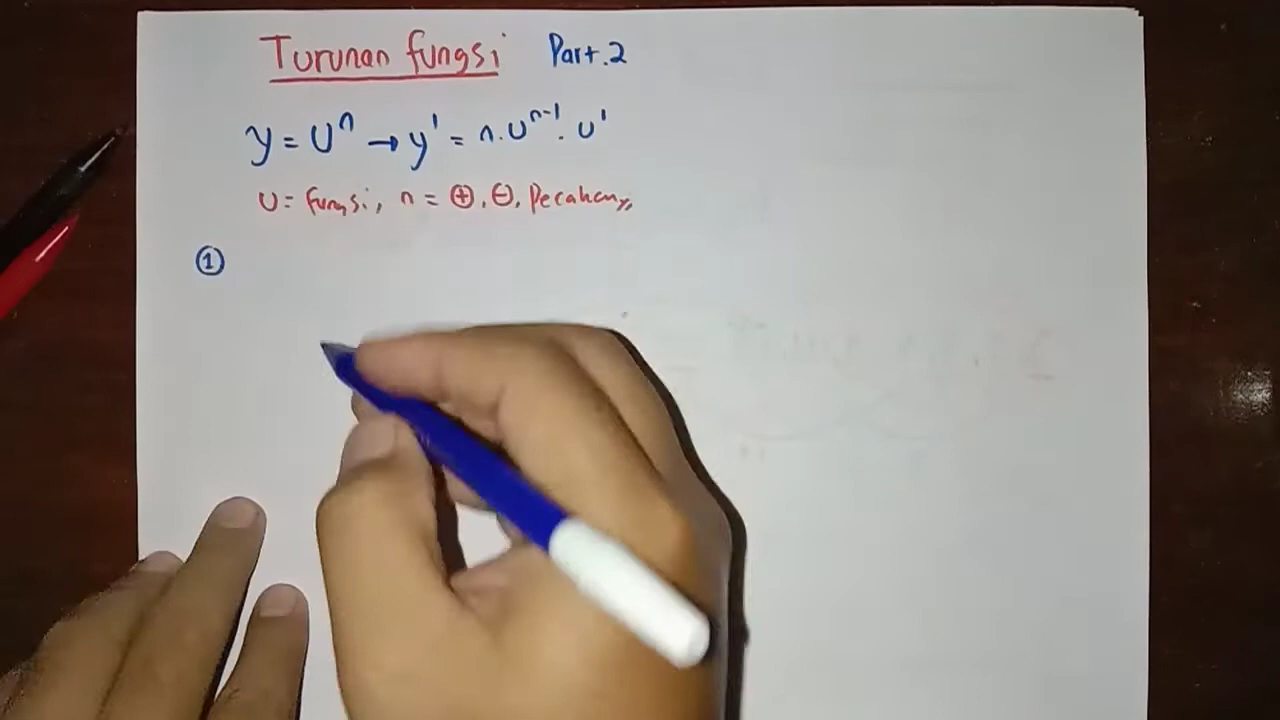 Turunan fungsi Part.2
y = U^n → y' = n.U^{n-1}.U'
U = fungsi, n = ⊕, ⊖, Pecahan
①